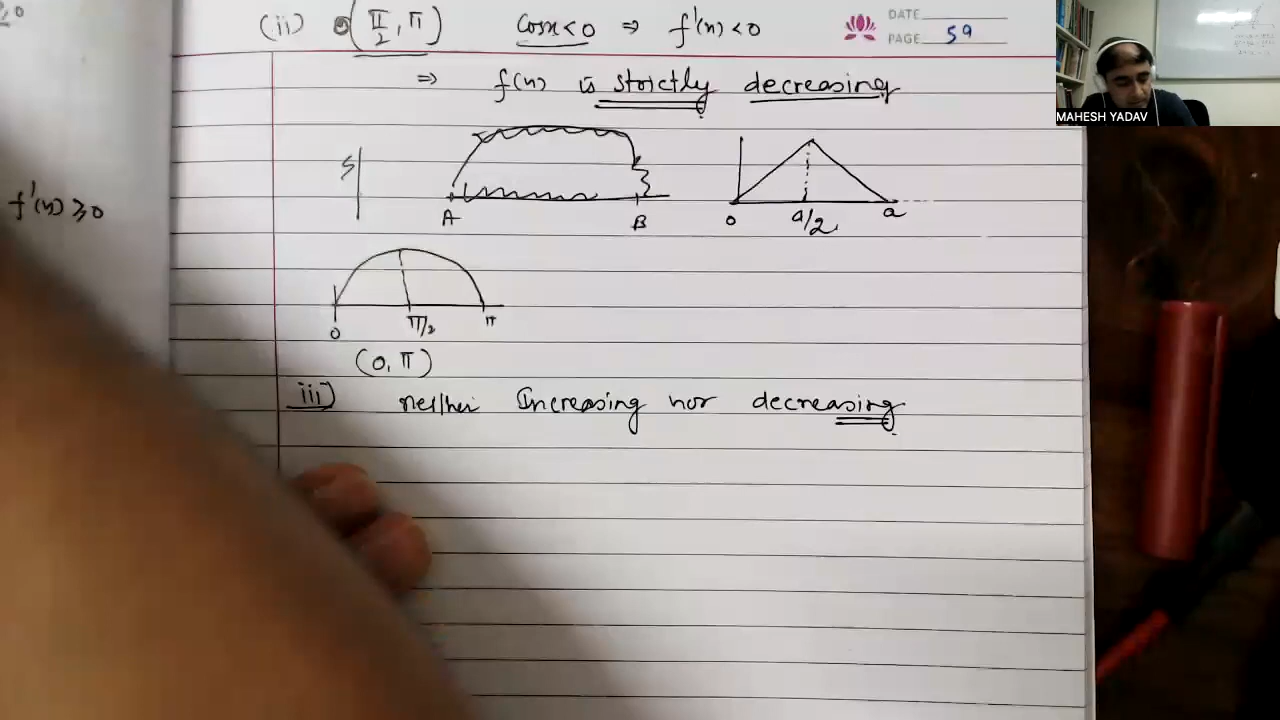 (ii) (π/2, π) Cosx<0 ⇒ f'(x)<0
DATE
PAGE 59
⇒ f(x) is strictly decreasing
MAHESH YADAV
f'(x) ≥ 0
A B
0 a/2 a
0 π/2 π
(0, π)
iii) neither Increasing nor decreasing